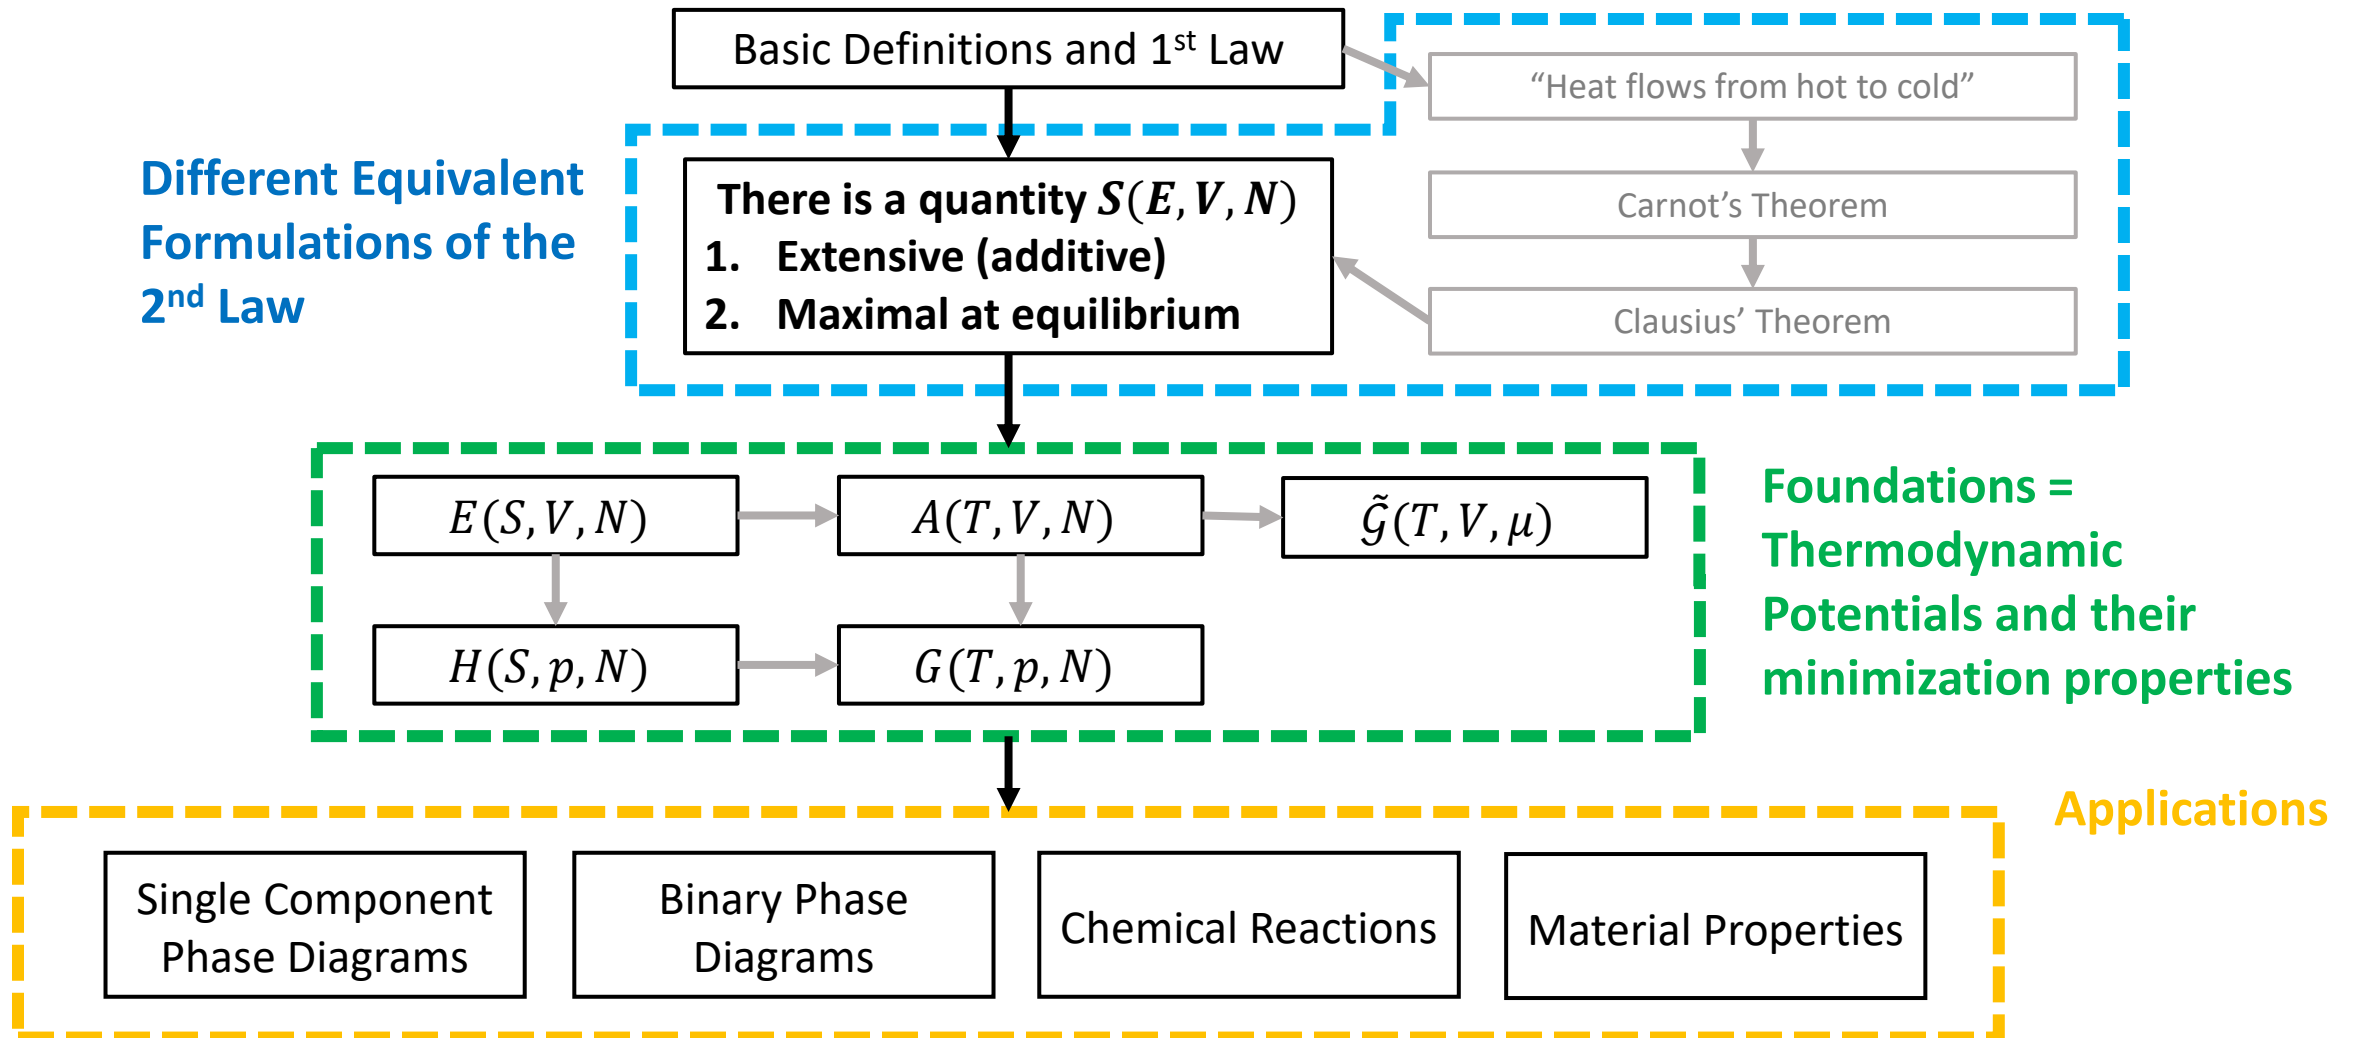 Basic Definitions and 1st Law
“Heat flows from hot to cold”
Carnot’s Theorem
Clausius’ Theorem
Different Equivalent
Formulations of the
2nd Law
There is a quantity S(E, V, N)
1. Extensive (additive)
2. Maximal at equilibrium
E(S, V, N)
A(T, V, N)
𝒢̃(T, V, μ)
H(S, p, N)
G(T, p, N)
Foundations =
Thermodynamic
Potentials and their
minimization properties
Applications
Single Component
Phase Diagrams
Binary Phase
Diagrams
Chemical Reactions
Material Properties